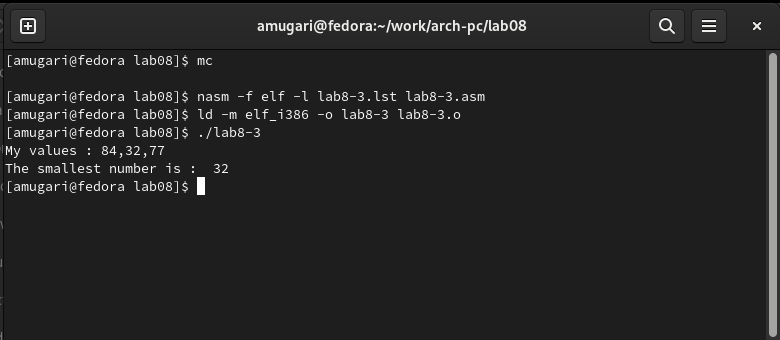 amugari@fedora:~/work/arch-pc/lab08
[amugari@fedora lab08]$ mc
[amugari@fedora lab08]$ nasm -f elf -l lab8-3.lst lab8-3.asm
[amugari@fedora lab08]$ ld -m elf_i386 -o lab8-3 lab8-3.o
[amugari@fedora lab08]$ ./lab8-3
My values : 84,32,77
The smallest number is :  32
[amugari@fedora lab08]$